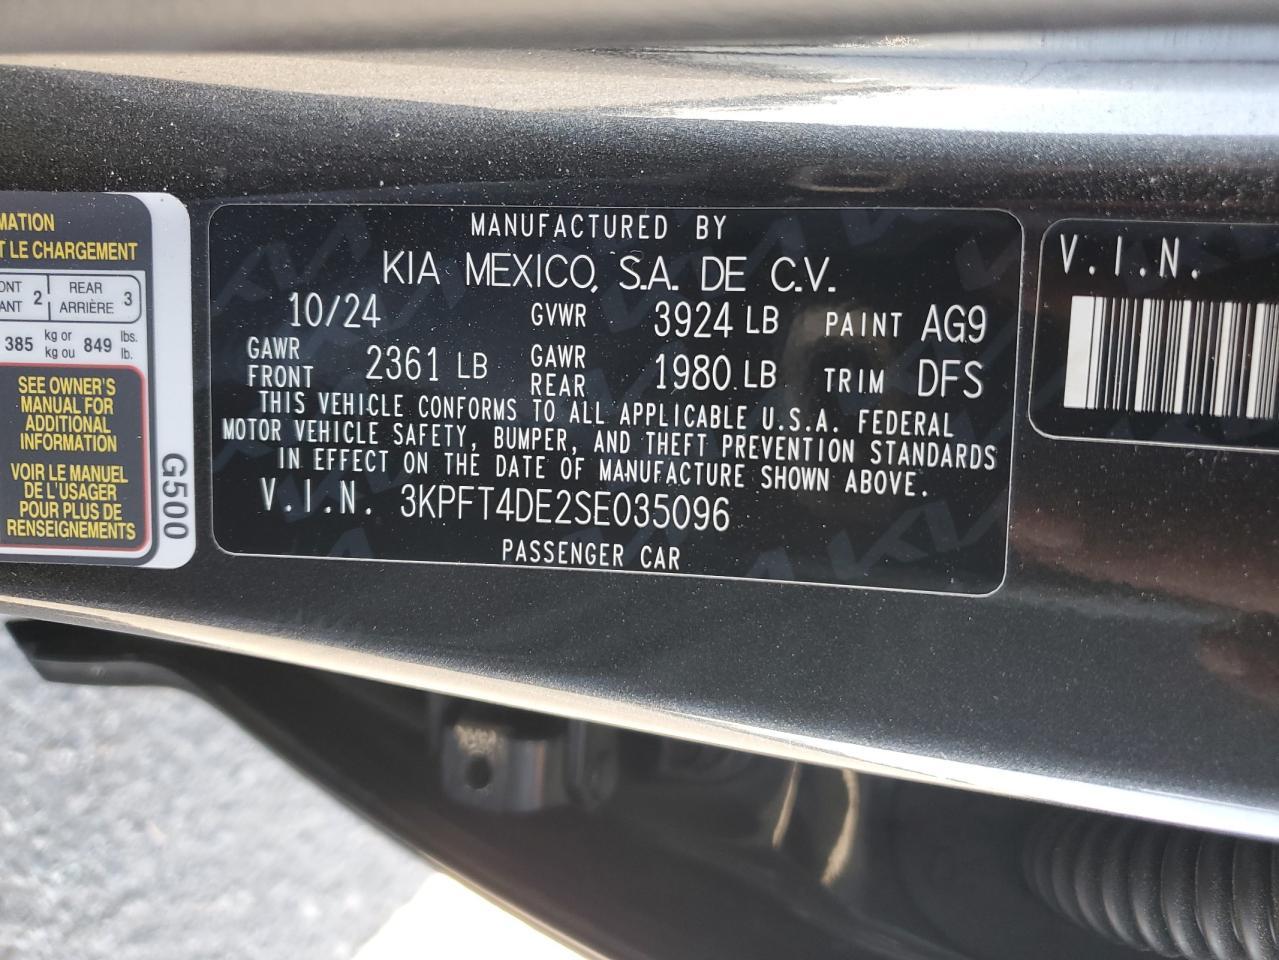 MATION
T LE CHARGEMENT
ONT 2 REAR 3
ANT ARRIÈRE
385 kg or 849 lbs.
kg ou lb.
SEE OWNER'S
MANUAL FOR
ADDITIONAL
INFORMATION
VOIR LE MANUEL
DE L'USAGER
POUR PLUS DE
RENSEIGNEMENTS
G500
MANUFACTURED BY
KIA MEXICO, S.A. DE C.V.
10/24 GVWR 3924 LB PAINT AG9
GAWR FRONT 2361 LB GAWR REAR 1980 LB TRIM DFS
THIS VEHICLE CONFORMS TO ALL APPLICABLE U.S.A. FEDERAL
MOTOR VEHICLE SAFETY, BUMPER, AND THEFT PREVENTION STANDARDS
IN EFFECT ON THE DATE OF MANUFACTURE SHOWN ABOVE.
V.I.N. 3KPFT4DE2SE035096
PASSENGER CAR
V.I.N.